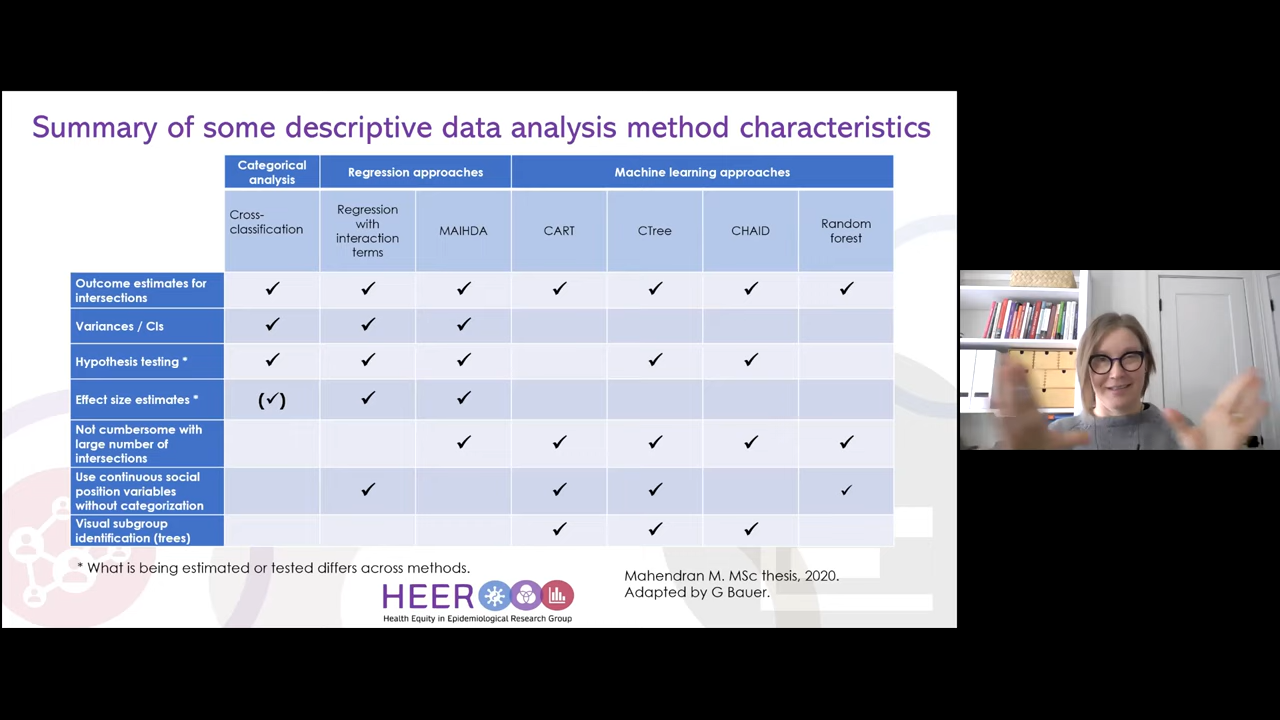 Summary of some descriptive data analysis method characteristics
Categorical
analysis
Regression approaches
Machine learning approaches
Cross-
classification
Regression
with
interaction
terms
MAIHDA
CART
CTree
CHAID
Random
forest
Outcome estimates for
intersections
✓ ✓ ✓ ✓ ✓ ✓ ✓
Variances / CIs
✓ ✓ ✓
Hypothesis testing *
✓ ✓ ✓ ✓ ✓
Effect size estimates *
(✓) ✓ ✓
Not cumbersome with
large number of
intersections
✓ ✓ ✓ ✓ ✓
Use continuous social
position variables
without categorization
✓ ✓ ✓ ✓
Visual subgroup
identification (trees)
✓ ✓ ✓
* What is being estimated or tested differs across methods.
HEER
Health Equity in Epidemiological Research Group
Mahendran M. MSc thesis, 2020.
Adapted by G Bauer.